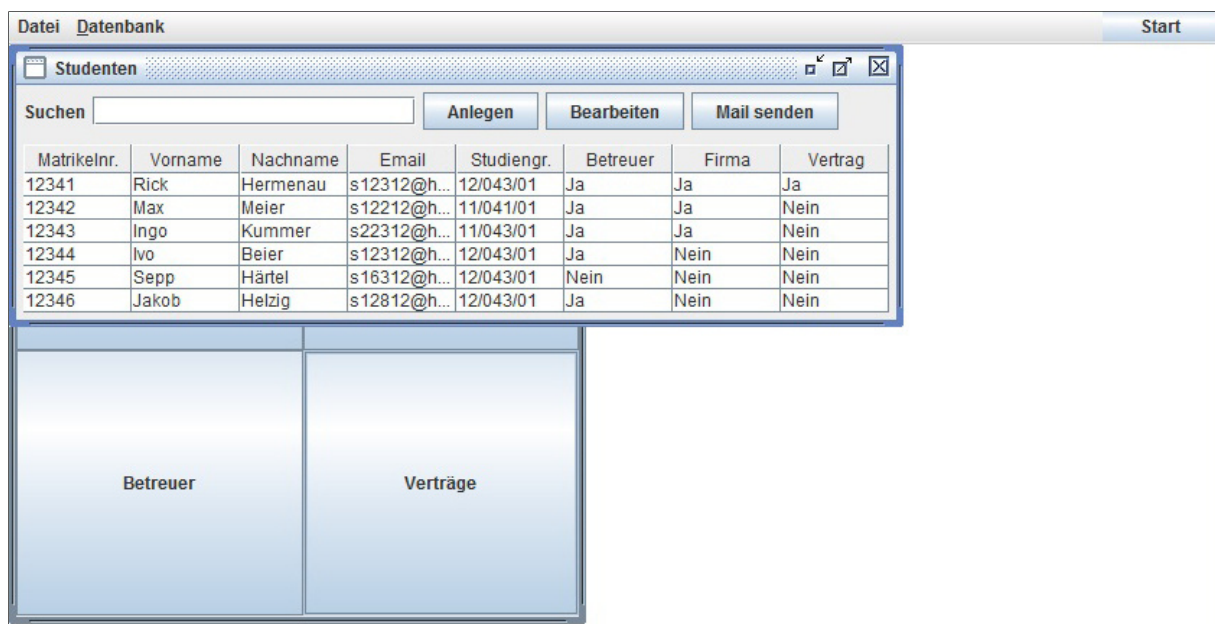 Datei Datenbank Start
Studenten
Suchen Anlegen Bearbeiten Mail senden
Matrikelnr. Vorname Nachname Email Studiengr. Betreuer Firma Vertrag
12341 Rick Hermenau s12312@h... 12/043/01 Ja Ja Ja
12342 Max Meier s12212@h... 11/041/01 Ja Ja Nein
12343 Ingo Kummer s22312@h... 11/043/01 Ja Ja Nein
12344 Ivo Beier s12312@h... 12/043/01 Ja Nein Nein
12345 Sepp Härtel s16312@h... 12/043/01 Nein Nein Nein
12346 Jakob Helzig s12812@h... 12/043/01 Ja Nein Nein
Betreuer Verträge